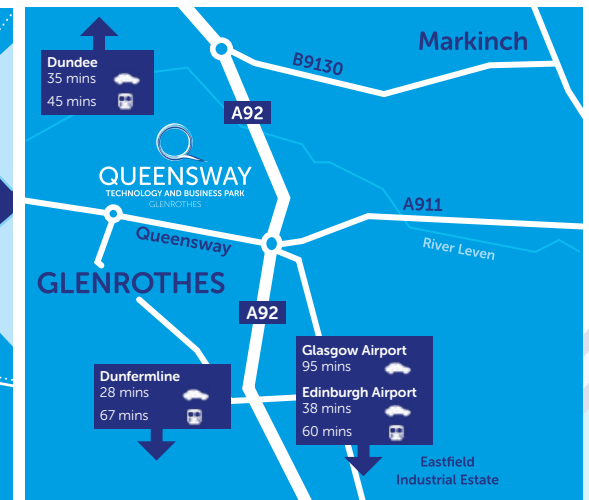 Dundee
35 mins
45 mins
Markinch
B9130
A92
QUEENSWAY
TECHNOLOGY AND BUSINESS PARK
GLENROTHES
A911
Queensway
River Leven
GLENROTHES
A92
Glasgow Airport
95 mins
Edinburgh Airport
38 mins
60 mins
Dunfermline
28 mins
67 mins
Eastfield
Industrial Estate